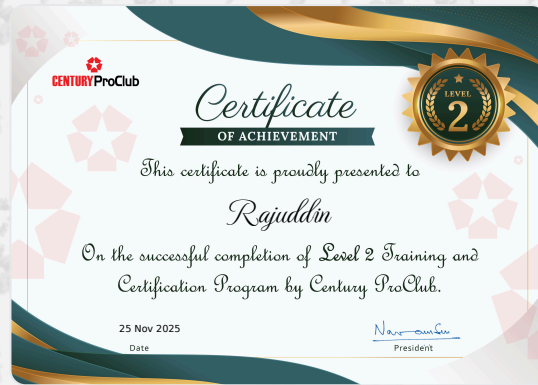 CENTURY ProClub
Certificate
OF ACHIEVEMENT
LEVEL
2
This certificate is proudly presented to
Rajuddin
On the successful completion of Level 2 Training and
Certification Program by Century ProClub.
25 Nov 2025
Date
President